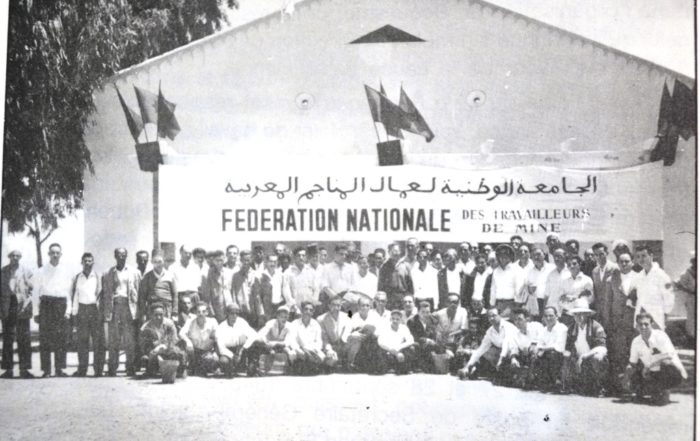 الجامعة الوطنية لعمال المناجم المغربية
FEDERATION NATIONALE DES TRAVAILLEURS
DE MINE